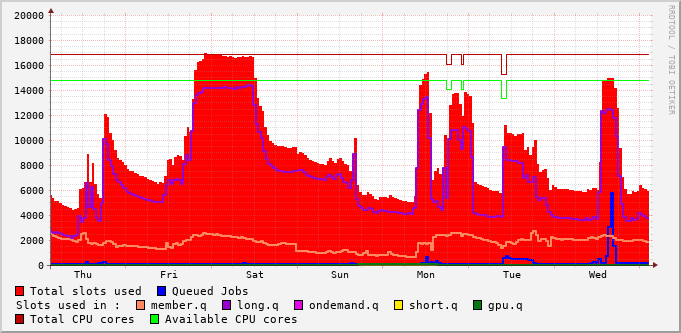 RRDTOOL / TOBI OETIKER
20000
18000
16000
14000
12000
10000
8000
6000
4000
2000
0
Thu Fri Sat Sun Mon Tue Wed
Total slots used Queued Jobs
Slots used in : member.q long.q ondemand.q short.q gpu.q
Total CPU cores Available CPU cores